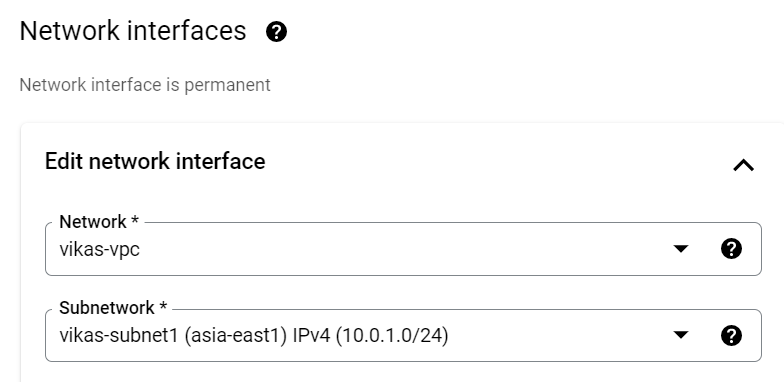 Network interfaces
Network interface is permanent
Edit network interface
Network *
vikas-vpc
Subnetwork *
vikas-subnet1 (asia-east1) IPv4 (10.0.1.0/24)